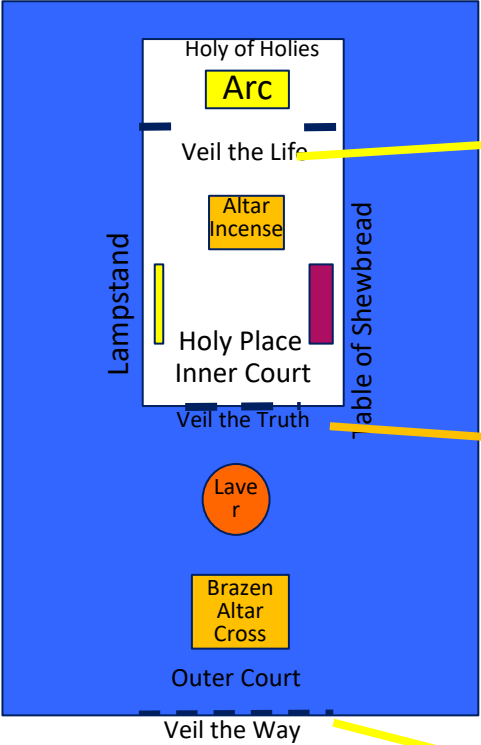 Holy of Holies
Arc
Veil the Life
Altar
Incense
Lampstand
Table of Shewbread
Holy Place
Inner Court
Veil the Truth
Lave
r
Brazen
Altar
Cross
Outer Court
Veil the Way